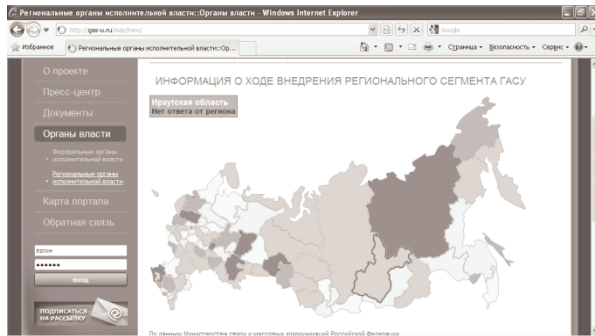 Региональные органы исполнительной власти::Органы власти - Windows Internet Explorer
http://gas-u.ru/map/new/
Google
Избранное
Региональные органы исполнительной власти::Ор...
Страница
Безопасность
Сервис
О проекте
Пресс-центр
Документы
Органы власти
Федеральные органы
исполнительной власти
Региональные органы
исполнительной власти
Карта портала
Обратная связь
логин
вход
ПОДПИСАТЬСЯ
НА РАССЫЛКУ
ИНФОРМАЦИЯ О ХОДЕ ВНЕДРЕНИЯ РЕГИОНАЛЬНОГО СЕГМЕНТА ГАСУ
Иркутская область
Нет ответа от региона
По данным Министерства связи и массовых коммуникаций Российской Федерации